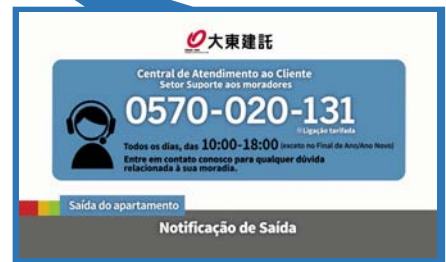 大東建託
Central de Atendimento ao Cliente
Setor Suporte aos moradores
0570-020-131
※Ligação tarifada
Todos os dias, das 10:00-18:00 (exceto no Final de Ano/Ano Novo)
Entre em contato conosco para qualquer dúvida
relacionada à sua moradia.
Saída do apartamento
Notificação de Saída